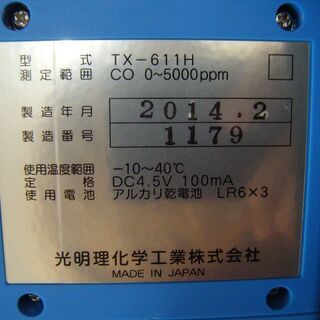 型式 TX-611H
測定範囲 CO 0~5000ppm
製造年月 2014.2
製造番号 1179
使用温度範囲 -10~40℃
定格 DC4.5V 100mA
使用電池 アルカリ乾電池 LR6×3
光明理化学工業株式会社
MADE IN JAPAN